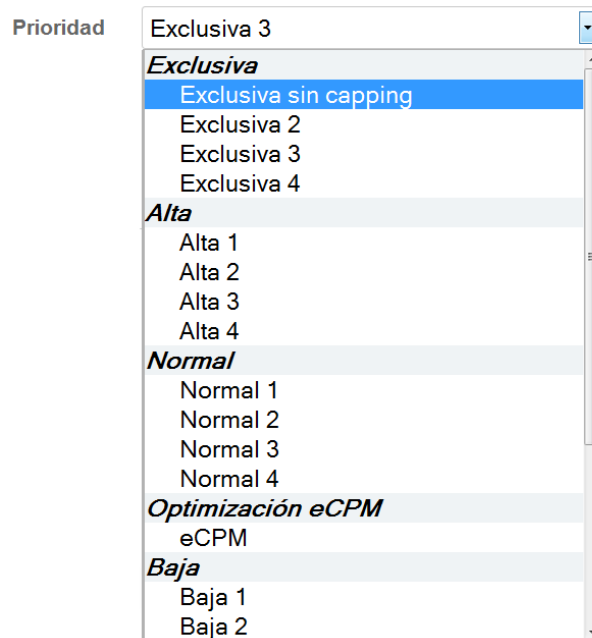 Prioridad
Exclusiva 3
Exclusiva
Exclusiva sin capping
Exclusiva 2
Exclusiva 3
Exclusiva 4
Alta
Alta 1
Alta 2
Alta 3
Alta 4
Normal
Normal 1
Normal 2
Normal 3
Normal 4
Optimización eCPM
eCPM
Baja
Baja 1
Baja 2